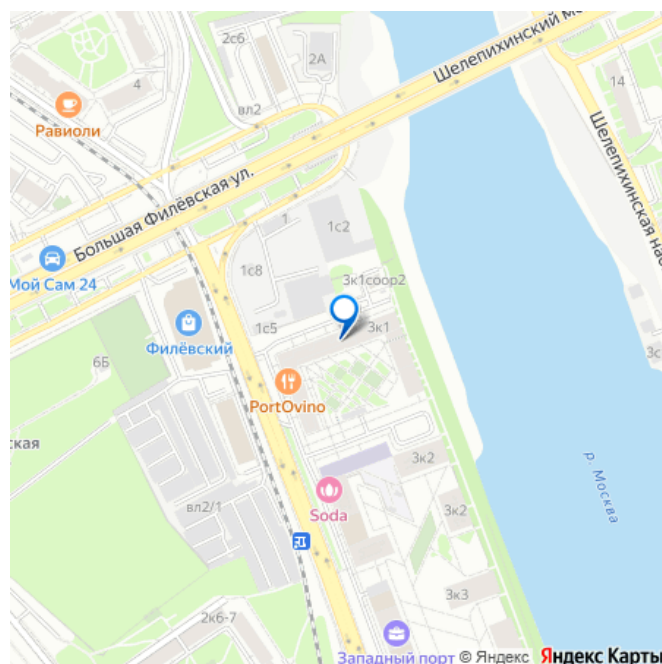 2с6
2А
Шелепихинский м
4
14
вл2
Равиоли
Шелепихинская наб
Большая Филёвская ул.
1
1с2
Мой Сам 24
1с8
3к1соор2
1с5
3к1
Филёвский
3с
6Б
PortOvino
ская
3к2
р. Москва
вл2/1
Soda
3к2
3к3
2к6-7
Западный порт
© Яндекс Яндекс Карты